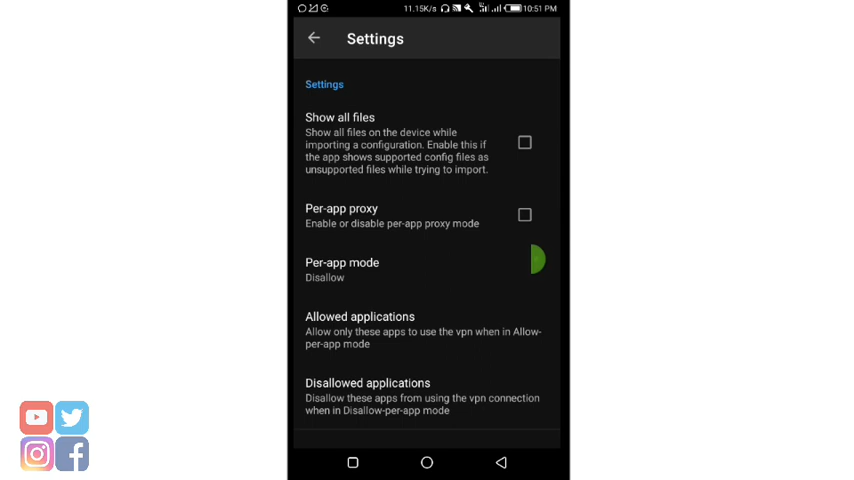 11.15K/s 10:51 PM
Settings
Settings
Show all files
Show all files on the device while
importing a configuration. Enable this if
the app shows supported config files as
unsupported files while trying to import.
Per-app proxy
Enable or disable per-app proxy mode
Per-app mode
Disallow
Allowed applications
Allow only these apps to use the vpn when in Allow-
per-app mode
Disallowed applications
Disallow these apps from using the vpn connection
when in Disallow-per-app mode